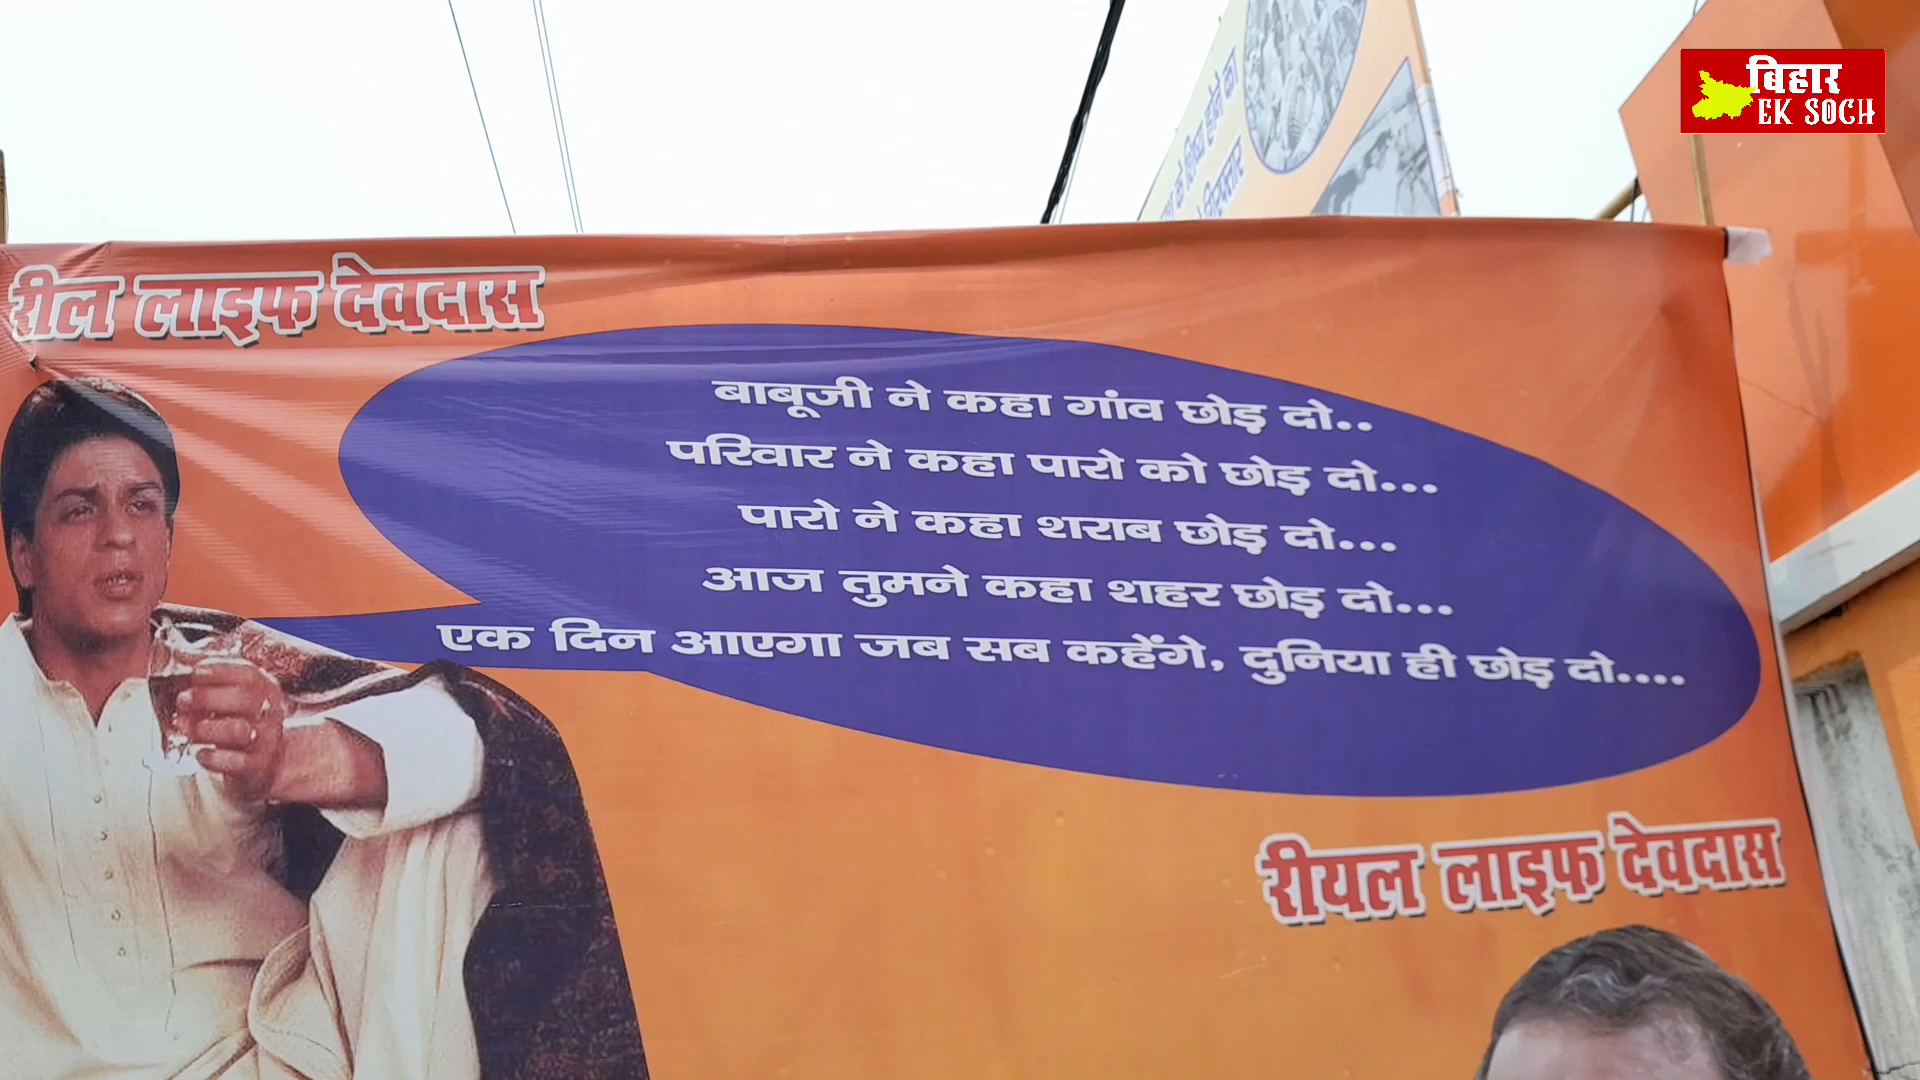 बिहार
EK SOCH
के शिक्षा होने का
गिरफ्तार
रील लाइफ देवदास
बाबूजी ने कहा गांव छोड़ दो..
परिवार ने कहा पारो को छोड़ दो...
पारो ने कहा शराब छोड़ दो...
आज तुमने कहा शहर छोड़ दो...
एक दिन आएगा जब सब कहेंगे, दुनिया ही छोड़ दो....
रीयल लाइफ देवदास